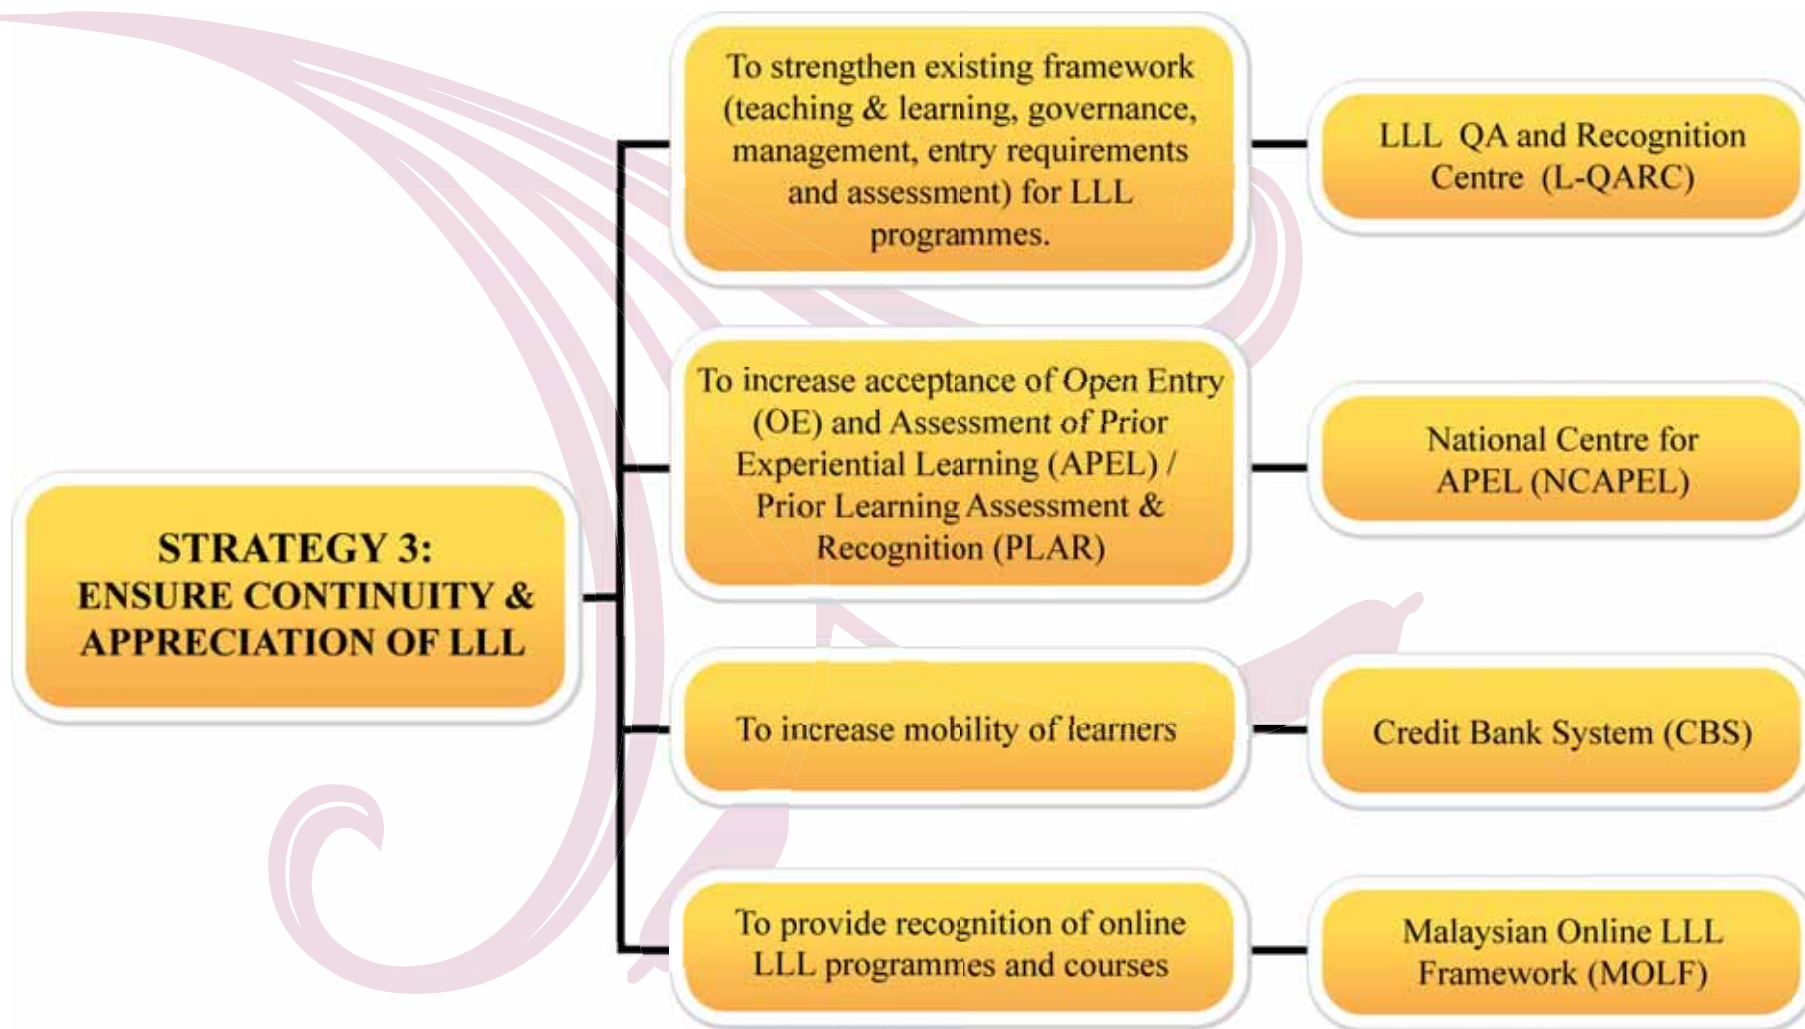 To strengthen existing framework
(teaching & learning, governance,
management, entry requirements
and assessment) for LLL
programmes.
LLL QA and Recognition
Centre (L-QARC)
To increase acceptance of Open Entry
(OE) and Assessment of Prior
Experiential Learning (APEL) /
Prior Learning Assessment &
Recognition (PLAR)
National Centre for
APEL (NCAPEL)
STRATEGY 3:
ENSURE CONTINUITY &
APPRECIATION OF LLL
To increase mobility of learners
Credit Bank System (CBS)
To provide recognition of online
LLL programmes and courses
Malaysian Online LLL
Framework (MOLF)